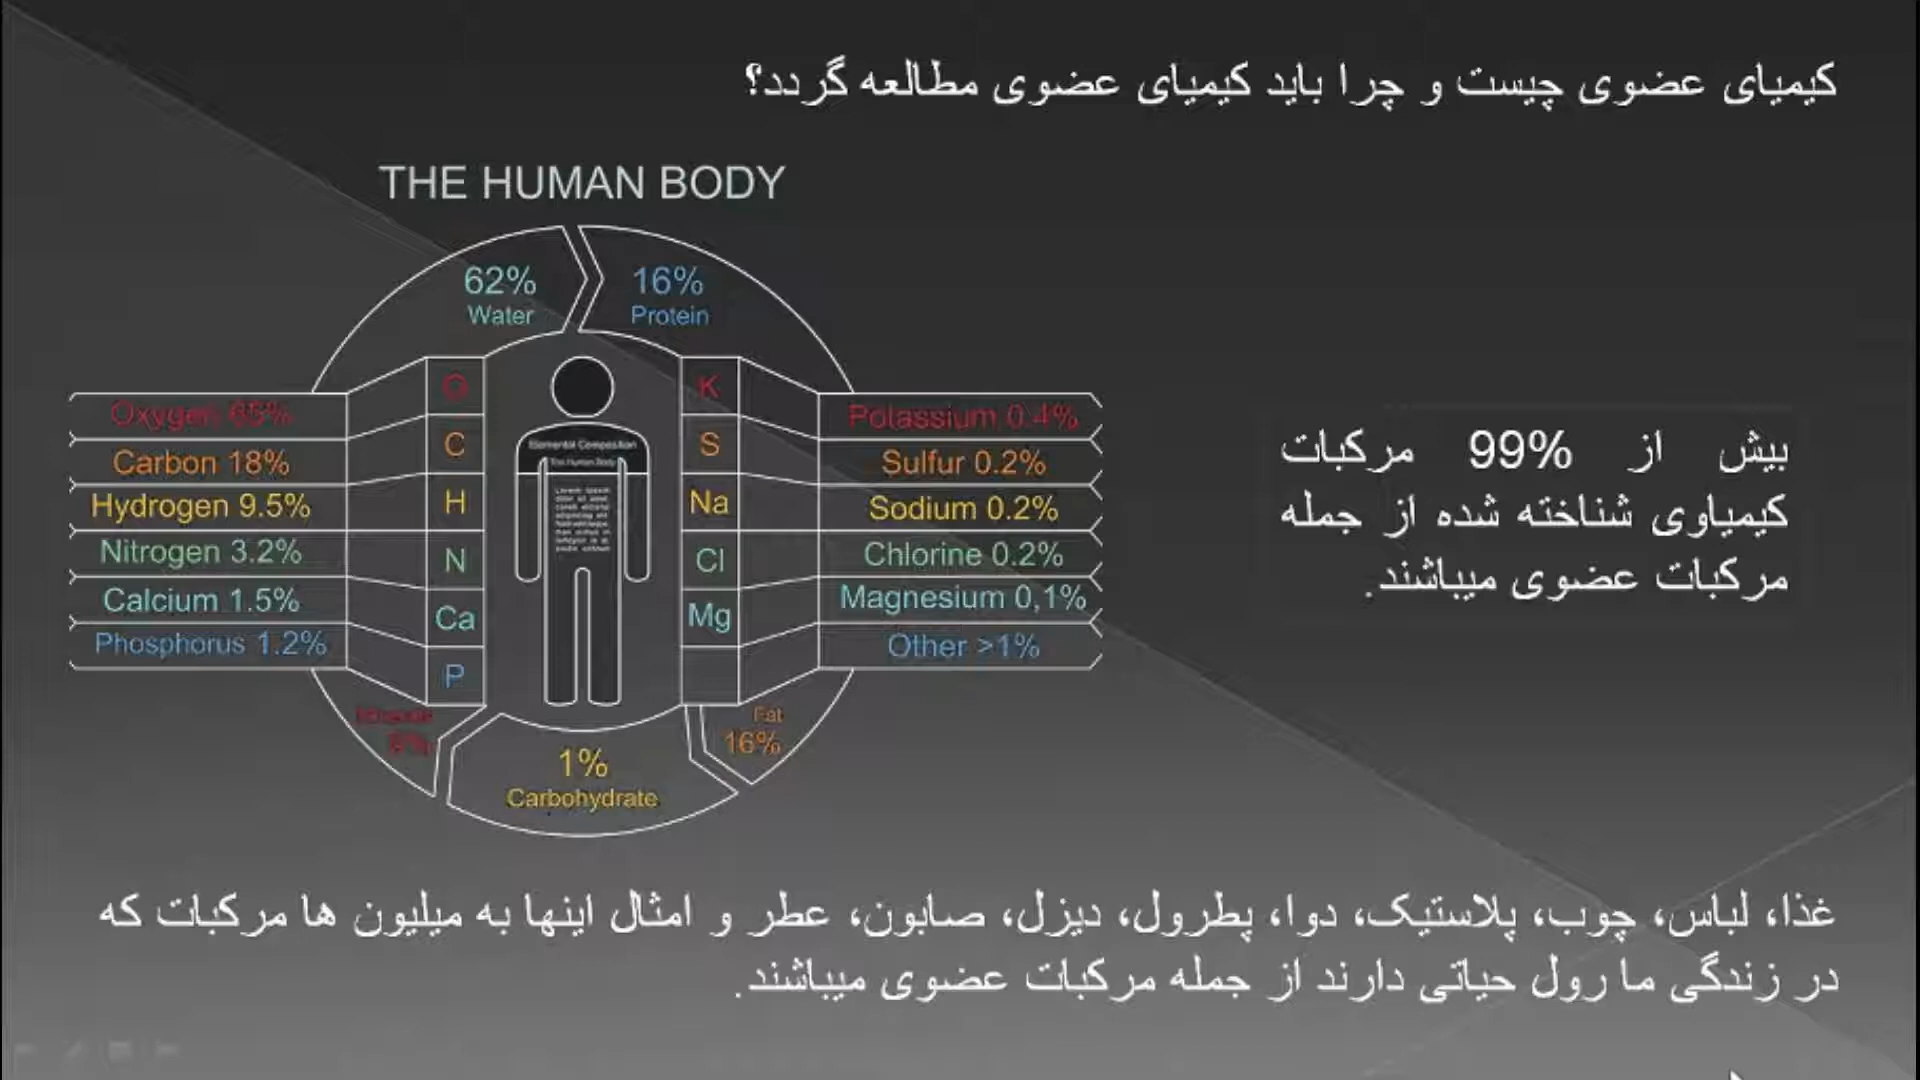 کیمیای عضوی چیست و چرا باید کیمیای عضوی مطالعه گردد؟
THE HUMAN BODY
62%
Water
16%
Protein
O
C
H
N
Ca
P
K
S
Na
Cl
Mg
Oxygen 65%
Carbon 18%
Hydrogen 9.5%
Nitrogen 3.2%
Calcium 1.5%
Phosphorus 1.2%
Potassium 0.4%
Sulfur 0.2%
Sodium 0.2%
Chlorine 0.2%
Magnesium 0,1%
Other >1%
Elemental Composition
The Human Body
Fat
16%
1%
Carbohydrate
بیش از 99% مرکبات
کیمیاوی شناخته شده از جمله
مرکبات عضوی میباشند.
غذا، لباس، چوب، پلاستیک، دوا، پطرول، دیزل، صابون، عطر و امثال اینها به میلیون ها مرکبات که
در زندگی ما رول حیاتی دارند از جمله مرکبات عضوی میباشند.